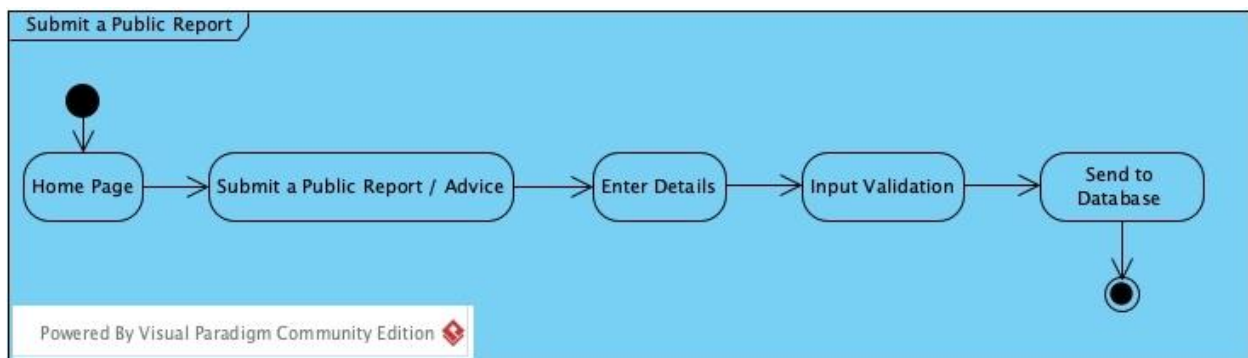 Submit a Public Report
Home Page
Submit a Public Report / Advice
Enter Details
Input Validation
Send to
Database
Powered By Visual Paradigm Community Edition